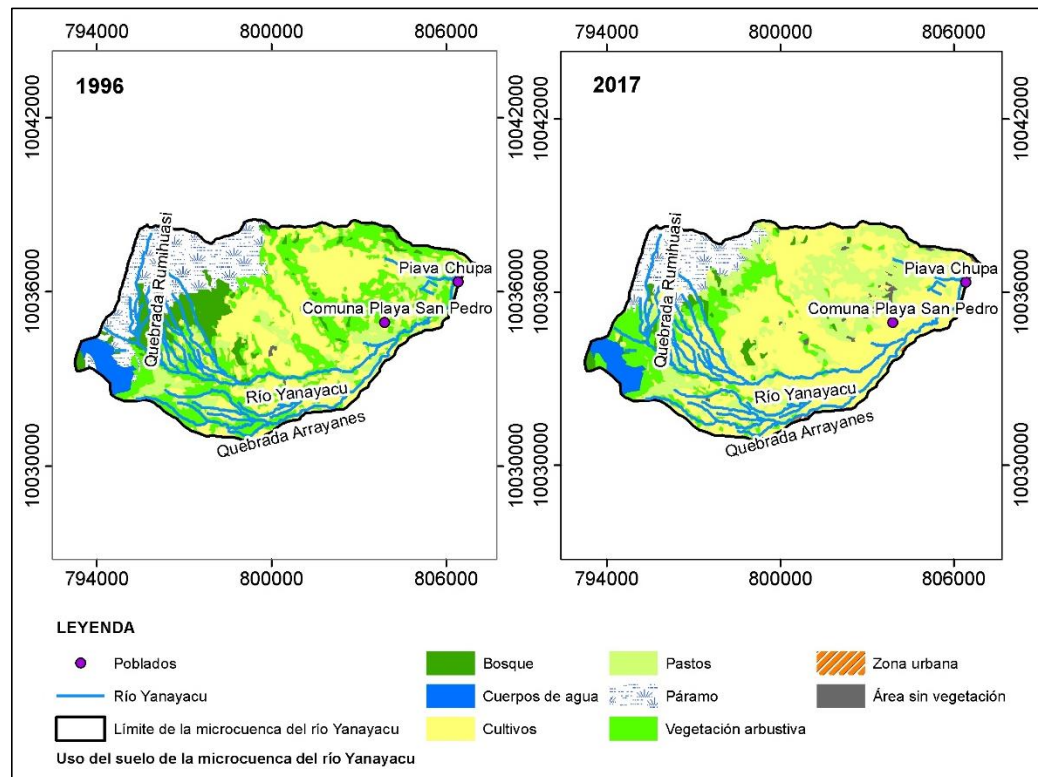 794000 800000 806000
794000 800000 806000
1996
2017
10042000
10036000
10030000
10042000
10036000
10030000
10042000
10036000
10030000
10042000
10036000
10030000
Quebrada Rumihuasi
Piava Chupa
Comuna Playa San Pedro
Río Yanayacu
Quebrada Arrayanes
Quebrada Rumihuasi
Piava Chupa
Comuna Playa San Pedro
Río Yanayacu
Quebrada Arrayanes
794000 800000 806000
794000 800000 806000
LEYENDA
Poblados
Río Yanayacu
Límite de la microcuenca del río Yanayacu
Bosque
Cuerpos de agua
Cultivos
Pastos
Páramo
Vegetación arbustiva
Zona urbana
Área sin vegetación
Uso del suelo de la microcuenca del río Yanayacu